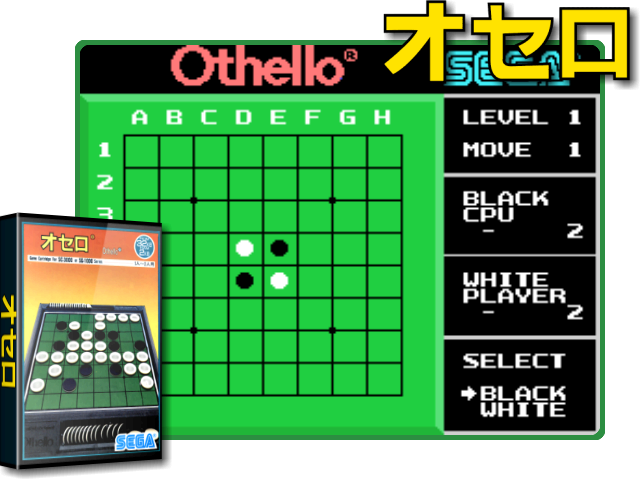 オセロ
Othello®
SEGA
A B C D E F G H
1
2
3
LEVEL 1
MOVE 1
BLACK
CPU
- 2
WHITE
PLAYER
- 2
SELECT
➔BLACK
WHITE
オセロ
オセロ
Othello
SEGA